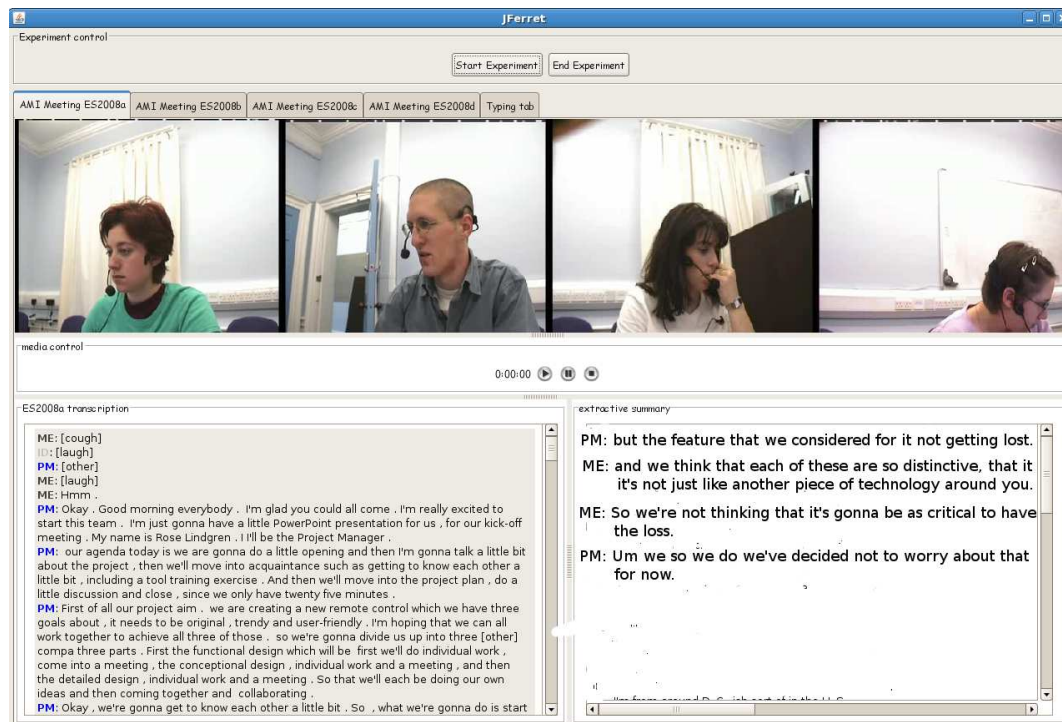 JFerret
Experiment control
Start Experiment End Experiment
AMI Meeting ES2008a AMI Meeting ES2008b AMI Meeting ES2008c AMI Meeting ES2008d Typing tab
media control
0:00:00
ES2008a transcription
ME: [cough]
ID: [laugh]
PM: [other]
ME: [laugh]
ME: Hmm .
PM: Okay . Good morning everybody . I'm glad you could all come . I'm really excited to
start this team . I'm just gonna have a little PowerPoint presentation for us , for our kick-off
meeting . My name is Rose Lindgren . I I'll be the Project Manager .
PM: our agenda today is we are gonna do a little opening and then I'm gonna talk a little bit
about the project , then we'll move into acquaintance such as getting to know each other a
little bit , including a tool training exercise . And then we'll move into the project plan , do a
little discussion and close , since we only have twenty five minutes .
PM: First of all our project aim . we are creating a new remote control which we have three
goals about , it needs to be original , trendy and user-friendly . I'm hoping that we can all
work together to achieve all three of those . so we're gonna divide us up into three [other]
compa three parts . First the functional design which will be first we'll do individual work ,
come into a meeting , the conceptional design , individual work and a meeting , and then
the detailed design , individual work and a meeting . So that we'll each be doing our own
ideas and then coming together and collaborating .
PM: Okay , we're gonna get to know each other a little bit . So , what we're gonna do is start
extractive summary
PM: but the feature that we considered for it not getting lost.
ME: and we think that each of these are so distinctive, that it
it's not just like another piece of technology around you.
ME: So we're not thinking that it's gonna be as critical to have
the loss.
PM: Um we so we do we've decided not to worry about that
for now.